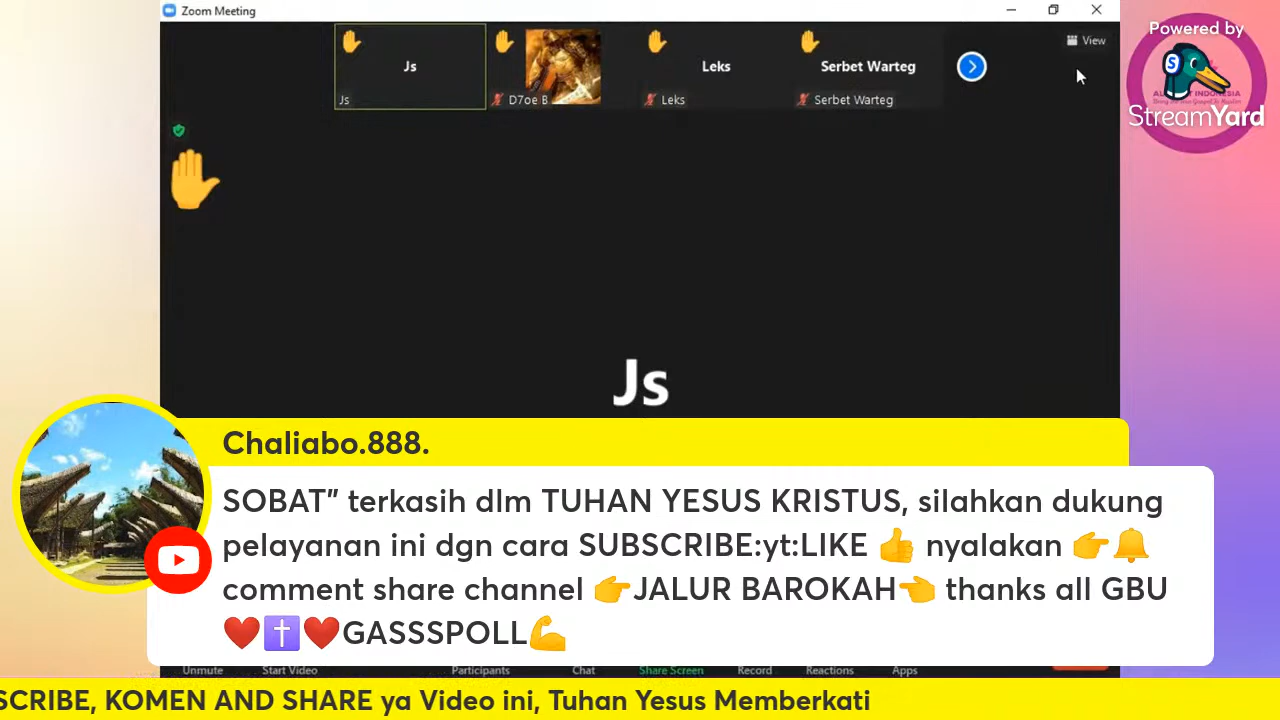 Zoom Meeting
Powered by
View
Js
Leks
Serbet Warteg
Js
D7oe B
Leks
Serbet Warteg
StreamYard
Js
Chaliabo.888.
SOBAT” terkasih dlm TUHAN YESUS KRISTUS, silahkan dukung
pelayanan ini dgn cara SUBSCRIBE:yt:LIKE 👍 nyalakan 👉🔔
comment share channel 👉JALUR BAROKAH👈 thanks all GBU
❤️✝️❤️GASSSPOLL💪
Unmute Start Video Participants Chat Share Screen Record Reactions Apps
SCRIBE, KOMEN AND SHARE ya Video ini, Tuhan Yesus Memberkati